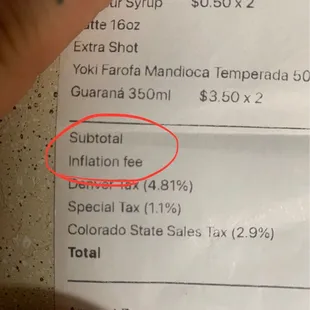 Syrup $0.50 x 2
Latte 16oz
Extra Shot
Yoki Farofa Mandioca Temperada 50
Guaraná 350ml $3.50 x 2
Subtotal
Inflation fee
Denver Tax (4.81%)
Special Tax (1.1%)
Colorado State Sales Tax (2.9%)
Total